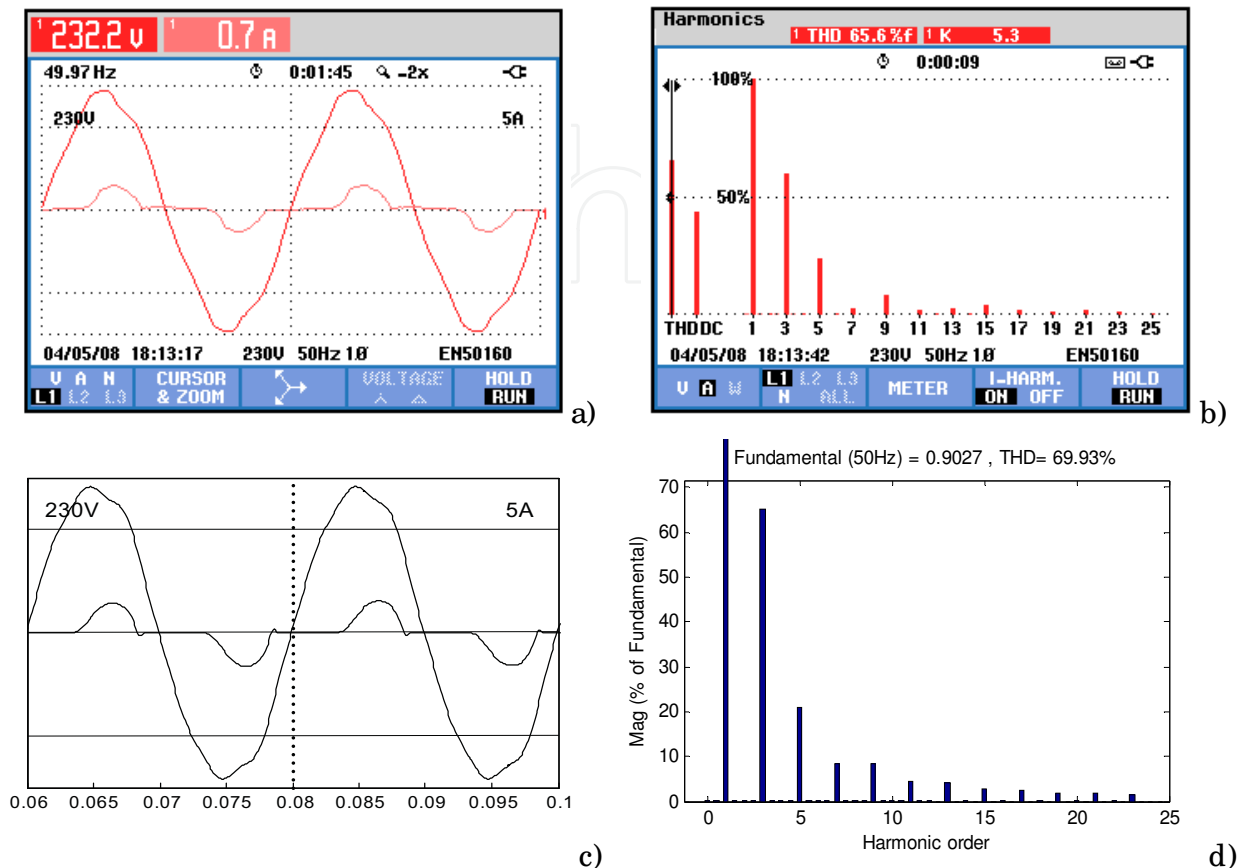 1 232.2 V 1 0.7 A
49.97 Hz 0:01:45 -2x
230V 5A
1
04/05/08 18:13:17 230V 50Hz 1Ø EN50160
V A N CURSOR VOLTAGE HOLD
L1 L2 L3 & ZOOM RUN
a)
Harmonics
1 THD 65.6 %f 1 K 5.3
0:00:09
100%
50%
THD DC 1 3 5 7 9 11 13 15 17 19 21 23 25
04/05/08 18:13:42 230V 50Hz 1Ø EN50160
V A W L1 L2 L3 METER I-HARM. HOLD
N ALL ON OFF RUN
b)
230V 5A
0.06 0.065 0.07 0.075 0.08 0.085 0.09 0.095 0.1
c)
Fundamental (50Hz) = 0.9027 , THD= 69.93%
Mag (% of Fundamental)
70
60
50
40
30
20
10
0
0 5 10 15 20 25
Harmonic order
d)